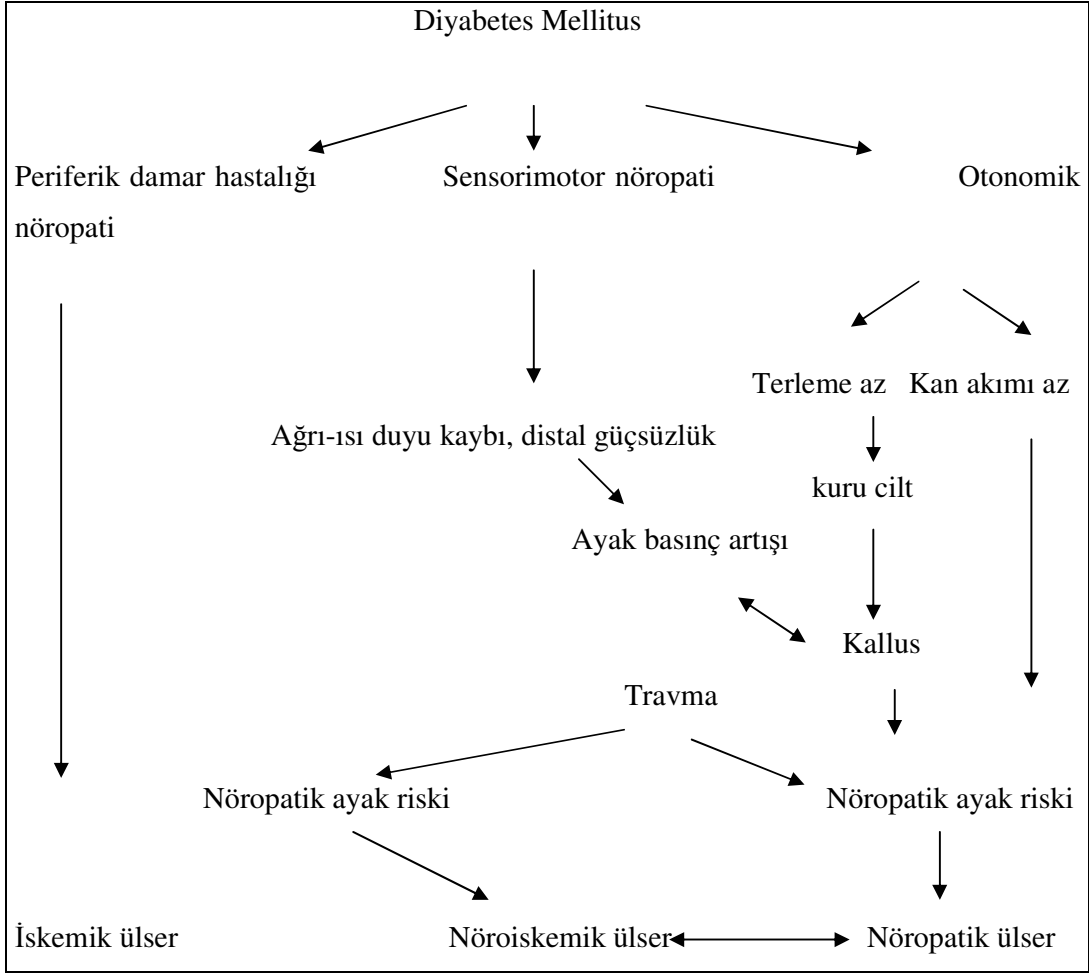 Diyabetes Mellitus
Periferik damar hastalığı Sensorimotor nöropati Otonomik
nöropati
Terleme az Kan akımı az
Ağrı-ısı duyu kaybı, distal güçsüzlük
kuru cilt
Ayak basınç artışı
Kallus
Travma
Nöropatik ayak riski Nöropatik ayak riski
İskemik ülser Nöroiskemik ülser Nöropatik ülser